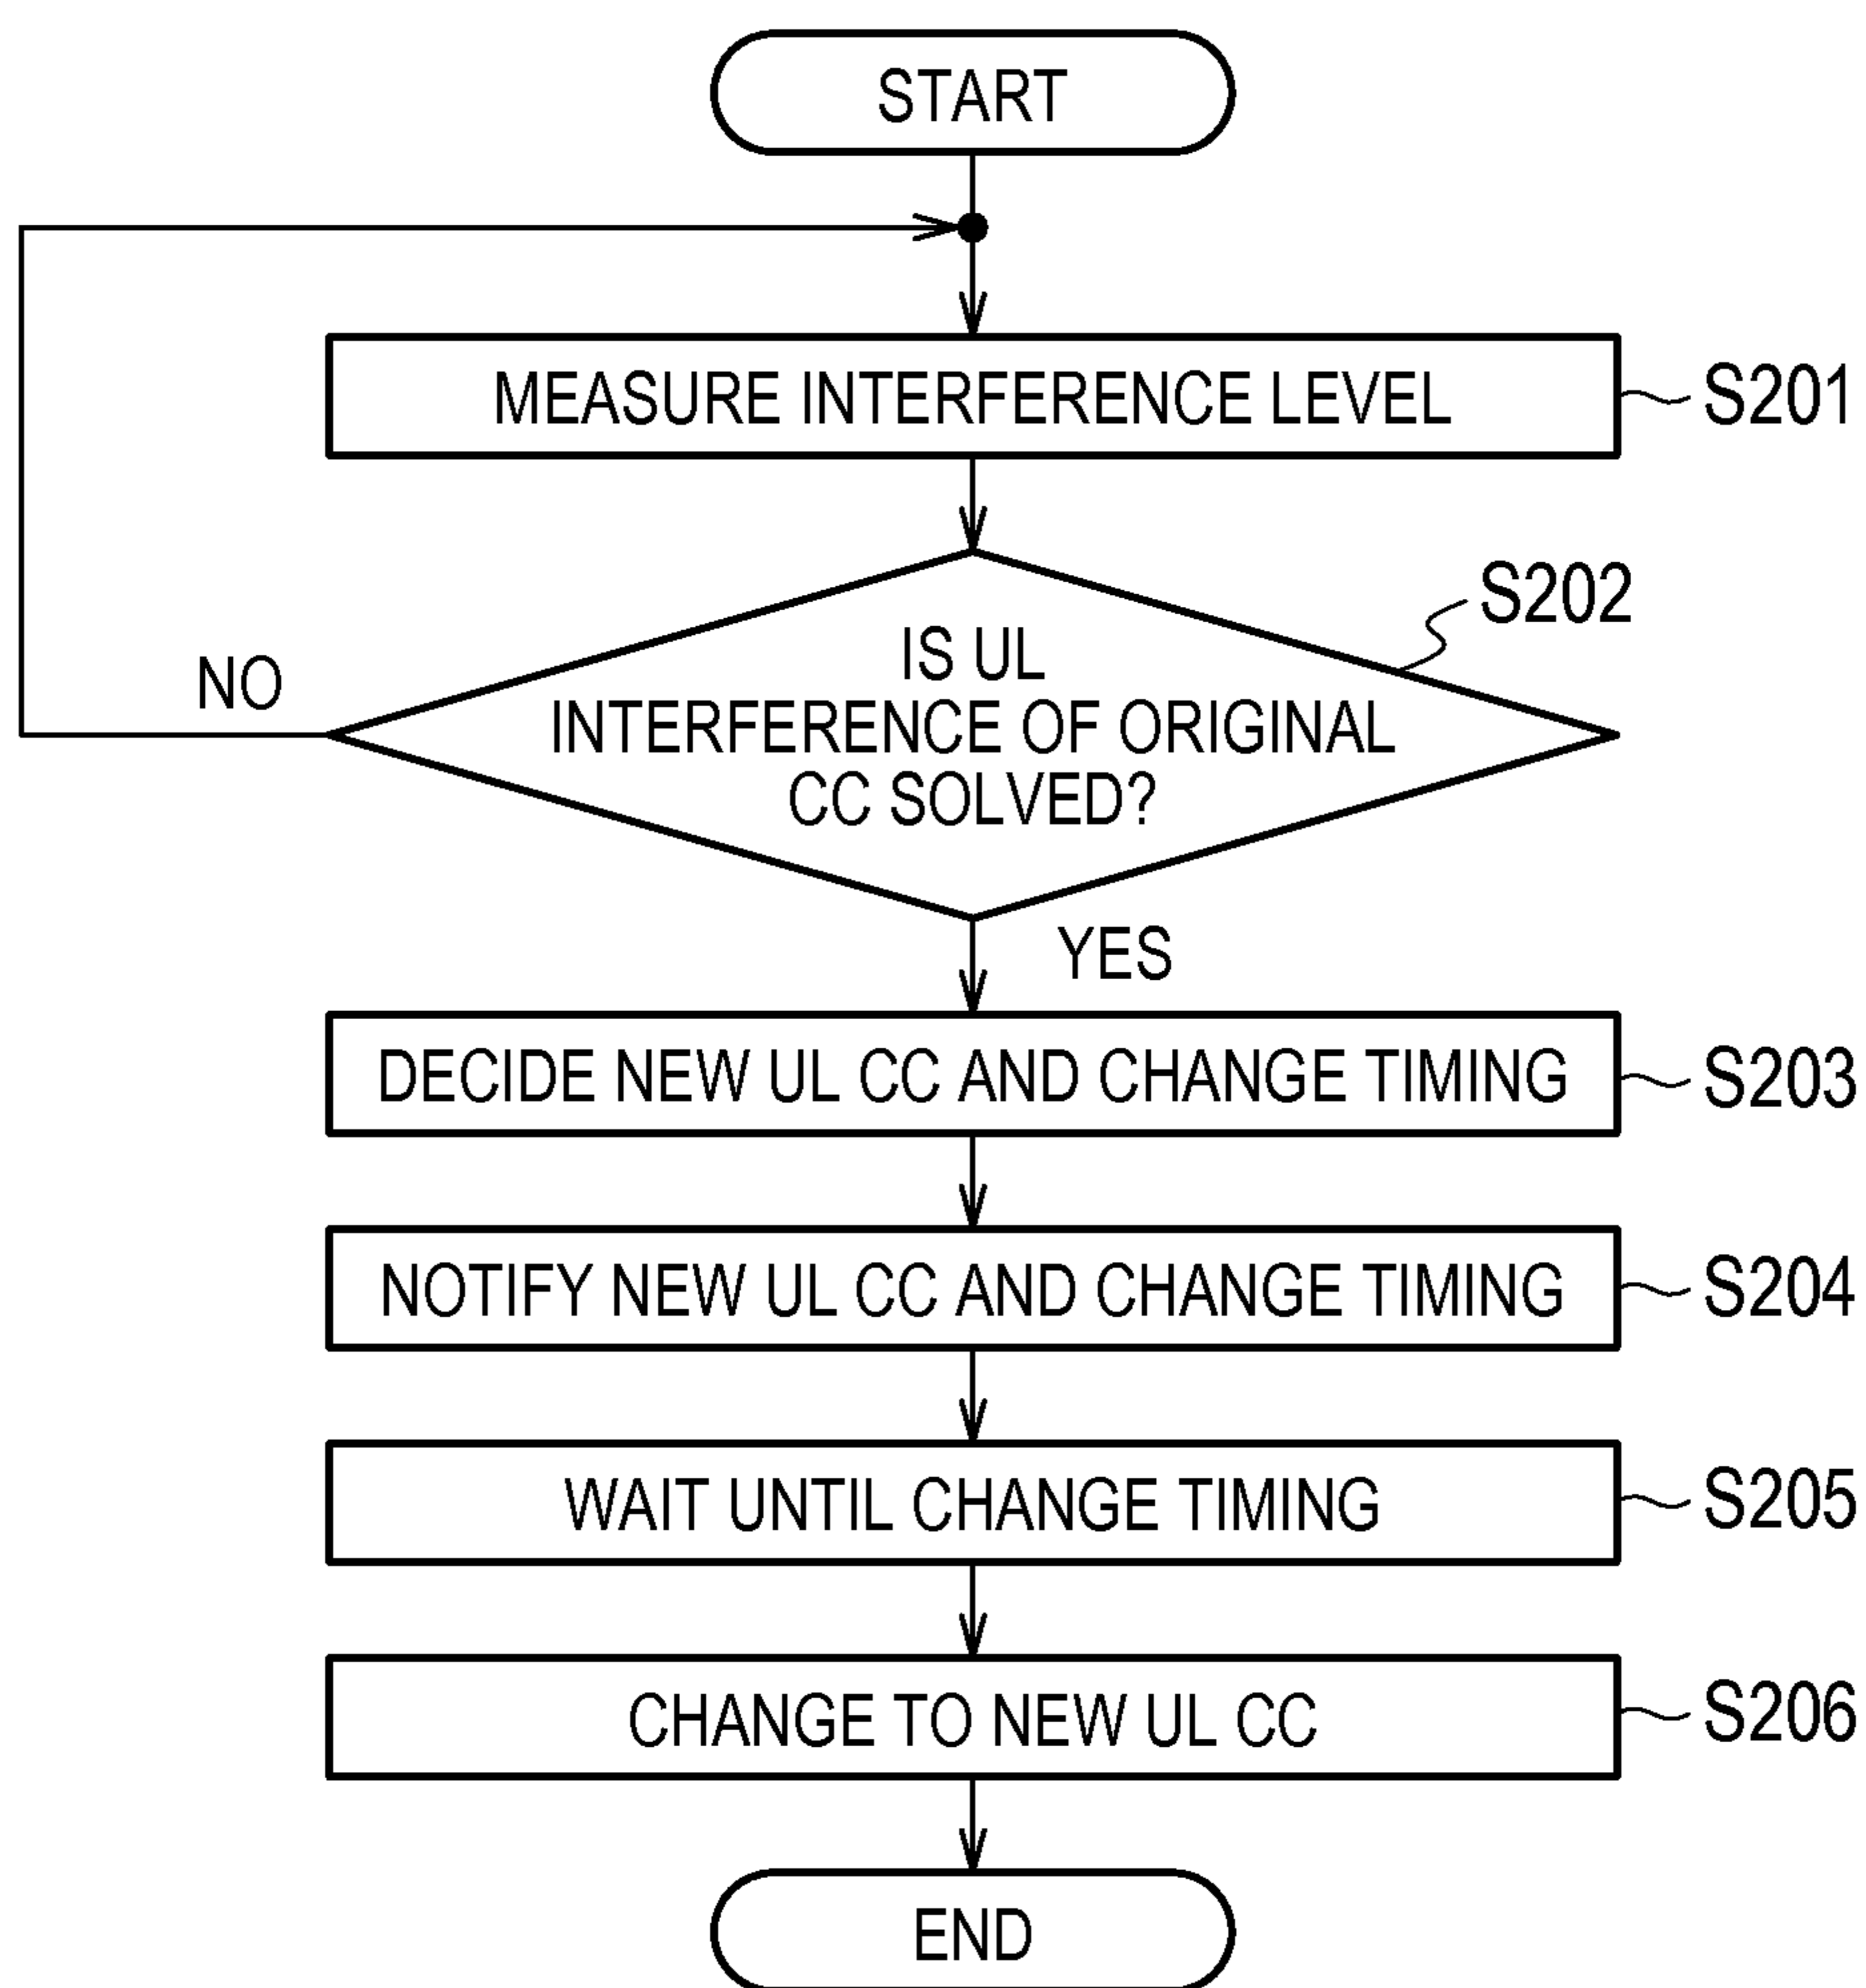 START
MEASURE INTERFERENCE LEVEL
S201
S202
IS UL
INTERFERENCE OF ORIGINAL
CC SOLVED?
NO
YES
DECIDE NEW UL CC AND CHANGE TIMING
S203
NOTIFY NEW UL CC AND CHANGE TIMING
S204
WAIT UNTIL CHANGE TIMING
S205
CHANGE TO NEW UL CC
S206
END